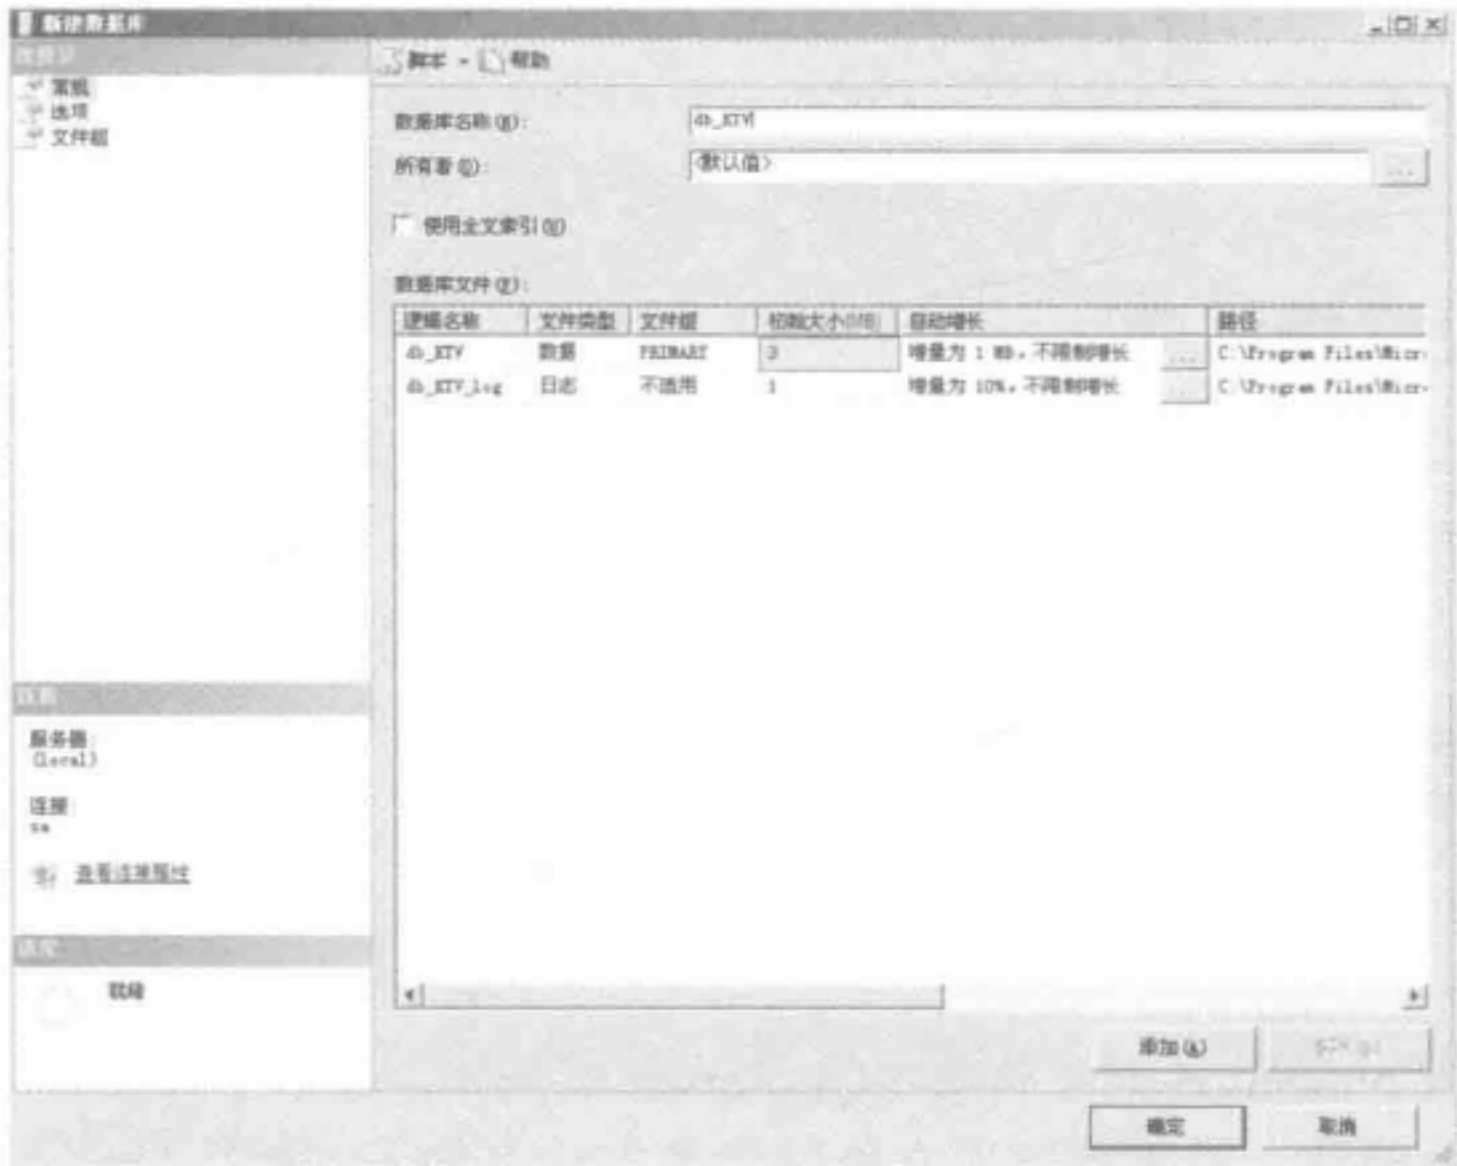 新建数据库
常规
选项
文件组
脚本 帮助
数据库名称(N):
db_KTV
所有者(O):
<默认值>
...
使用全文索引(U)
数据库文件(F):
逻辑名称 文件类型 文件组 初始大小(MB) 自动增长 路径
db_KTV 数据 PRIMARY 3 增量为 1 MB，不限制增长 ... C:\Program Files\Micr
db_KTV_log 日志 不适用 1 增量为 10%，不限制增长 ... C:\Program Files\Micr
连接
服务器:
(local)
连接:
sa
查看连接属性
进度
就绪
添加(A)
确定
取消